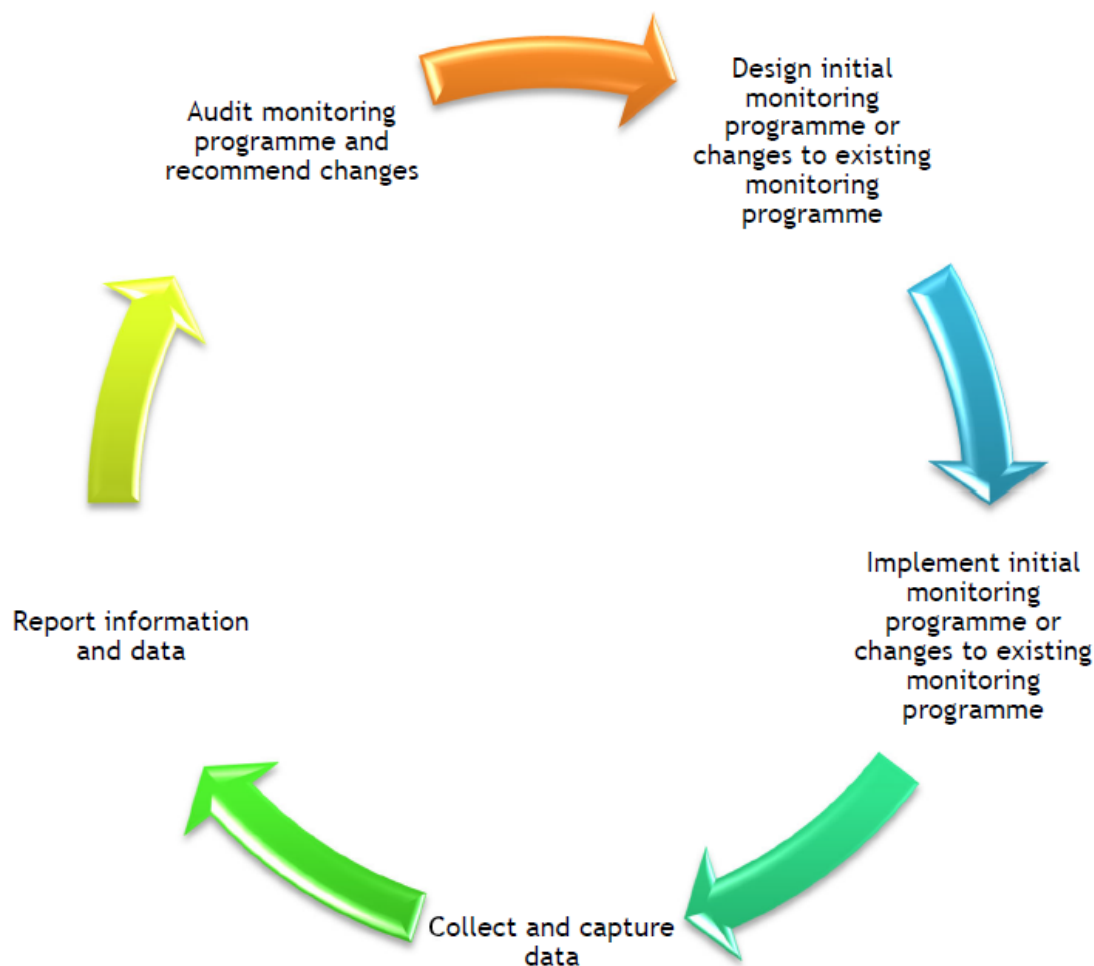 Design initial
monitoring
programme or
changes to existing
monitoring
programme
Implement initial
monitoring
programme or
changes to existing
monitoring
programme
Collect and capture
data
Report information
and data
Audit monitoring
programme and
recommend changes